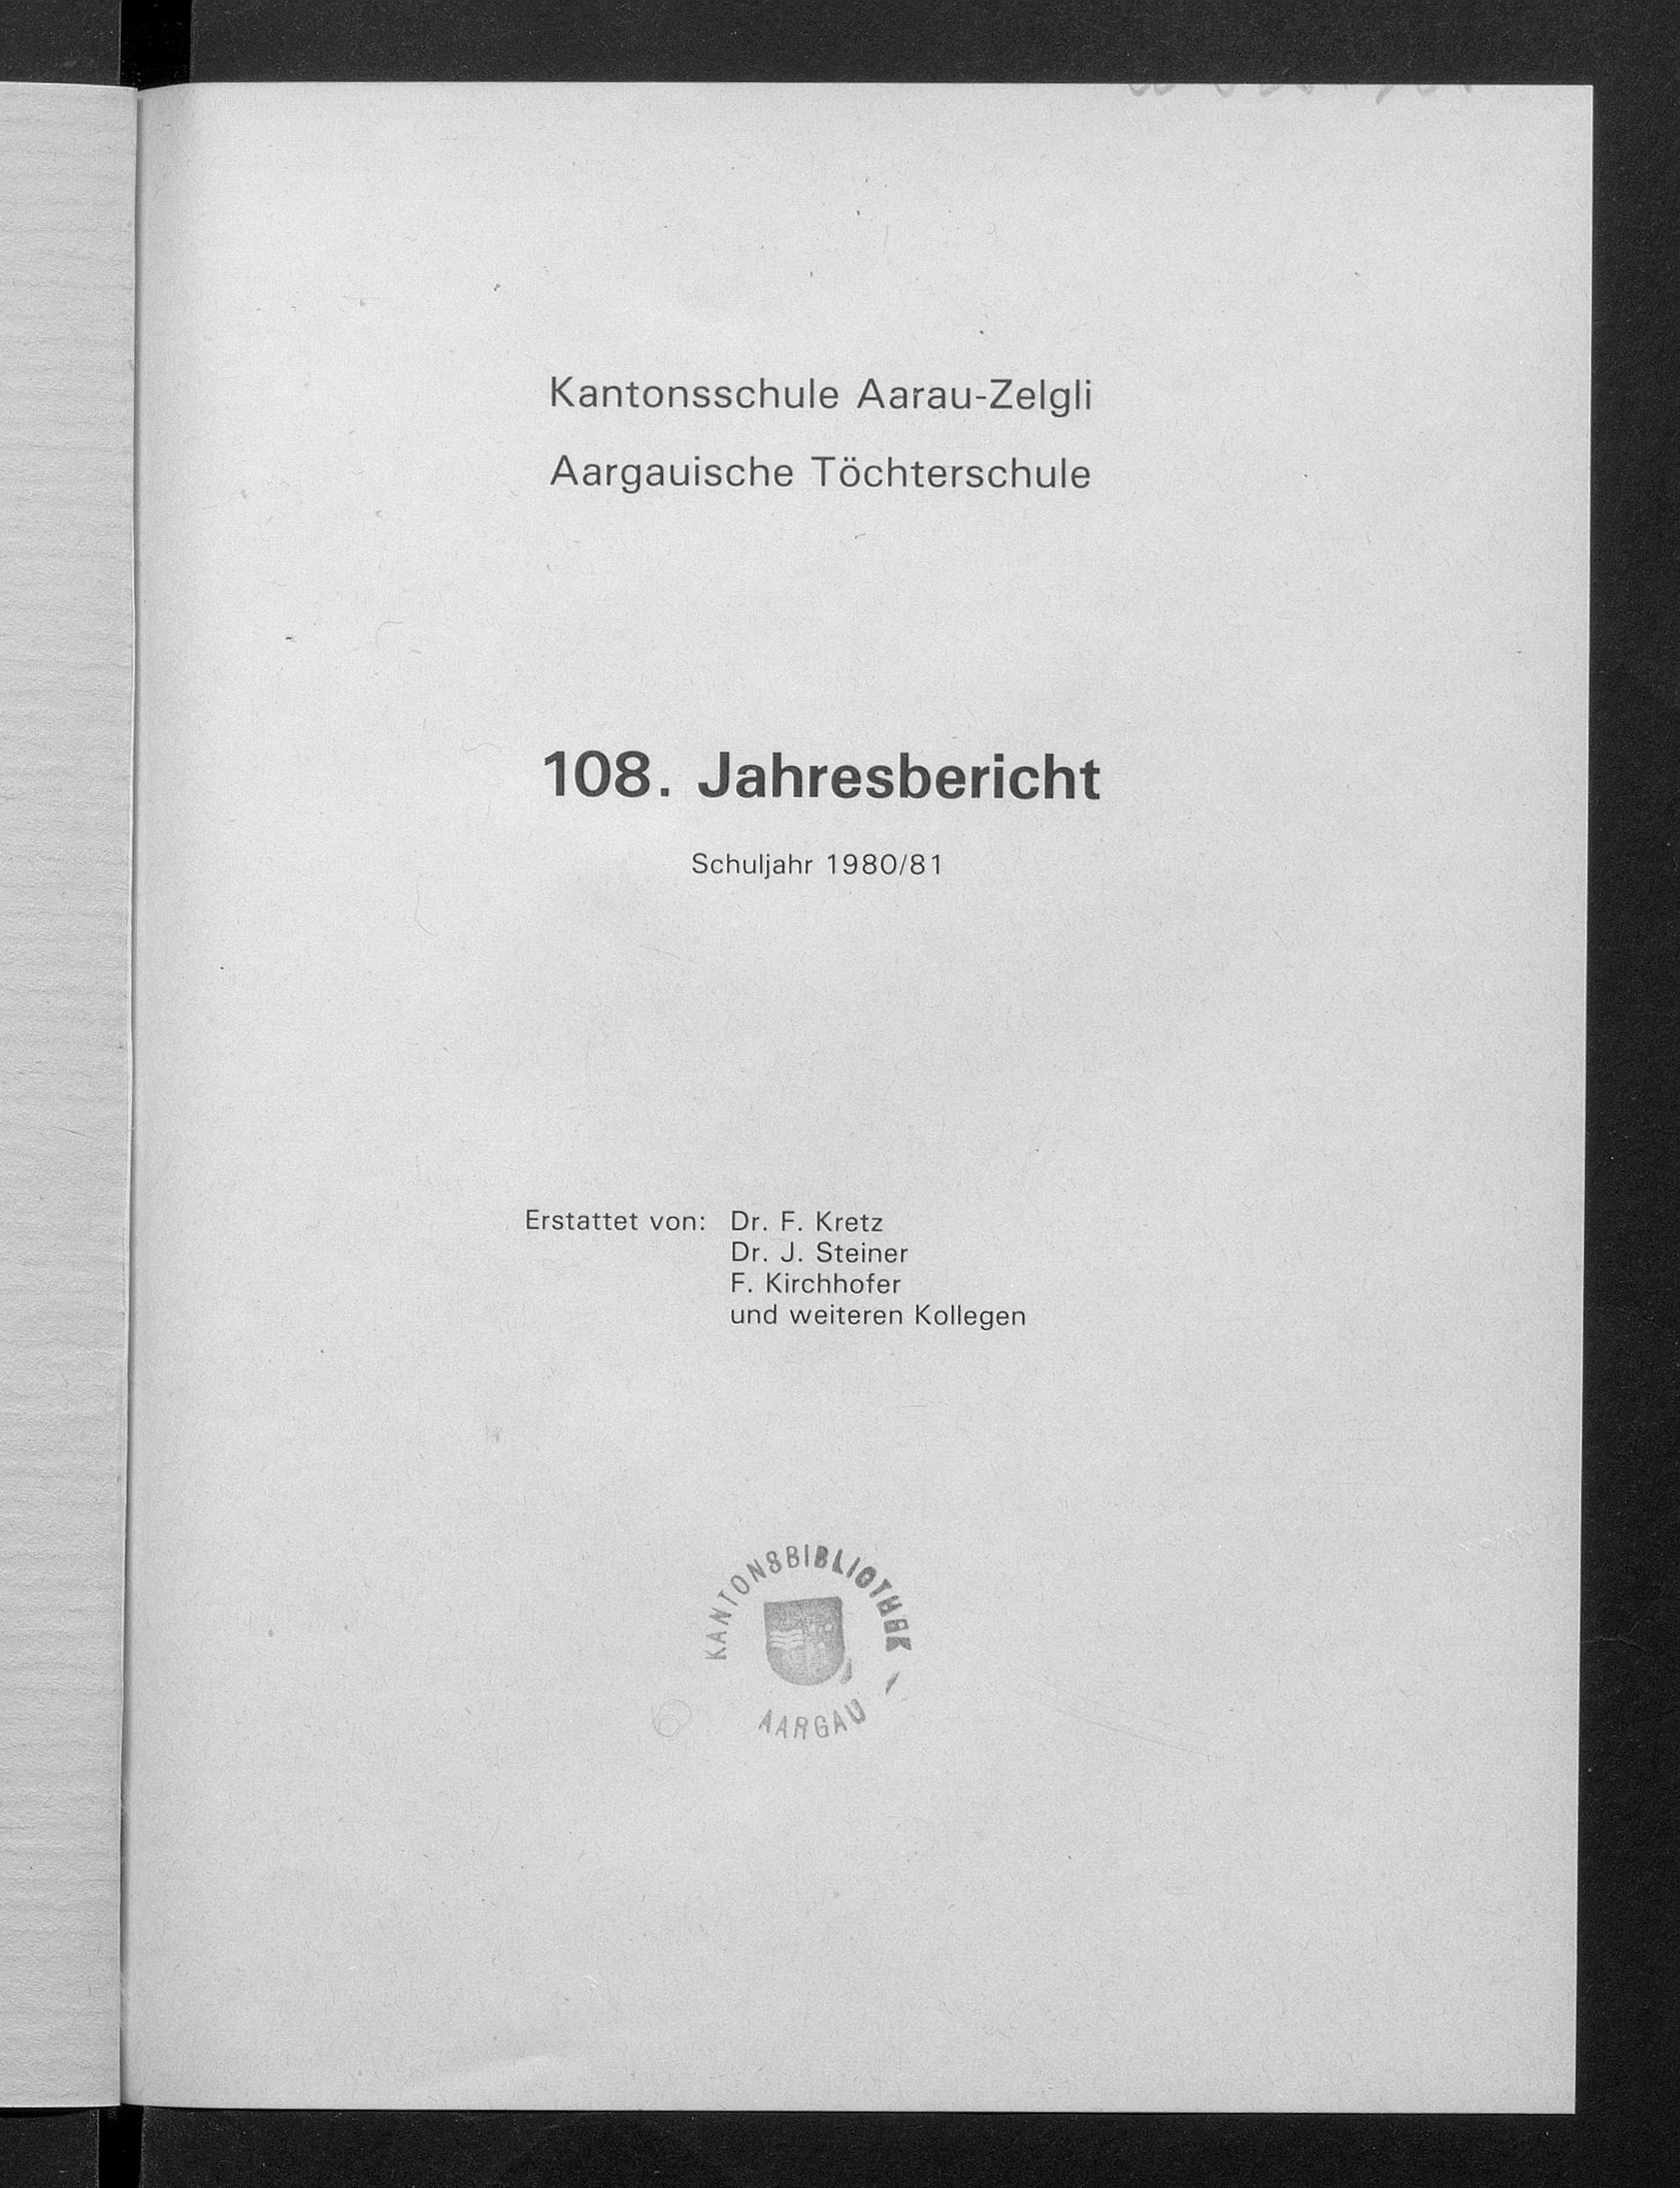 Kantonsschule Aarau-Zelgli
Aargauische Töchterschule
108. Jahresbericht
Schuljahr 1980/81
Erstattet von: Dr. F. Kretz
Dr. J. Steiner
F. Kirchhofer
und weiteren Kollegen
KANTONSBIBLIOTHEK
AARGAU